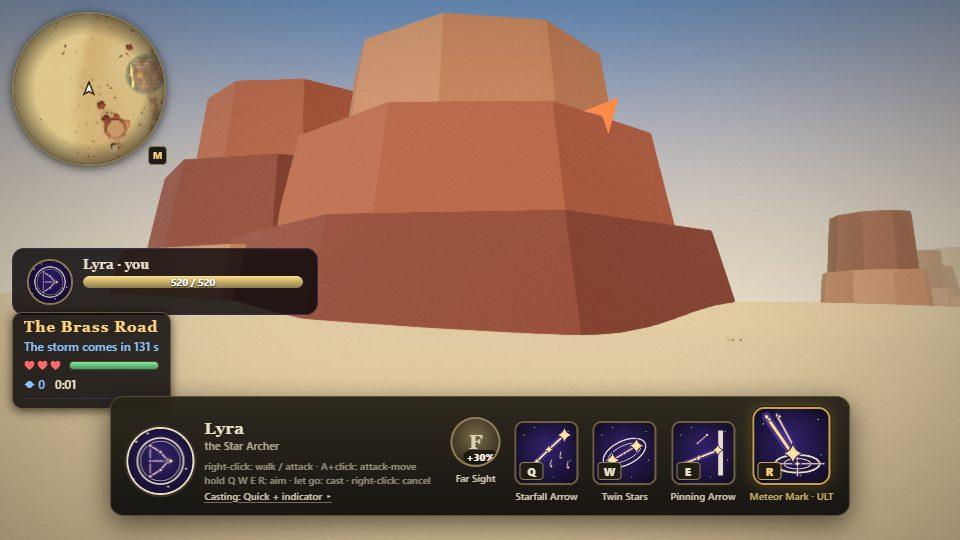 M
Lyra · you
520 / 520
The Brass Road
The storm comes in 131 s
0 0:01
Lyra
the Star Archer
right-click: walk / attack · A+click: attack-move
hold Q W E R: aim · let go: cast · right-click: cancel
Casting: Quick + indicator ▸
F
+30%
Far Sight
Q
Starfall Arrow
W
Twin Stars
E
Pinning Arrow
R
Meteor Mark · ULT